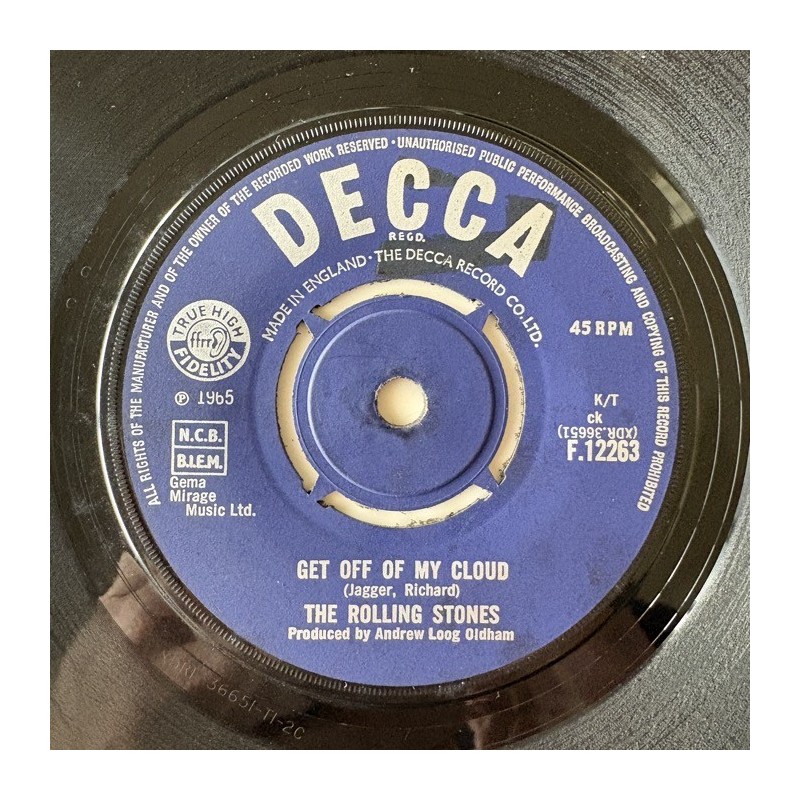 ALL RIGHTS OF THE MANUFACTURER AND OF THE OWNER OF THE RECORDED WORK RESERVED · UNAUTHORISED PUBLIC PERFORMANCE BROADCASTING AND COPYING OF THIS RECORD PROHIBITED
DECCA
REGD.
MADE IN ENGLAND · THE DECCA RECORD CO. LTD.
TRUE HIGH
ffrr
FIDELITY
℗ 1965
N.C.B.
B.I.E.M.
Gema
Mirage
Music Ltd.
45 RPM
K/T
ck
(XDR.36651)
F.12263
GET OFF OF MY CLOUD
(Jagger, Richard)
THE ROLLING STONES
Produced by Andrew Loog Oldham
36651-T1-2C